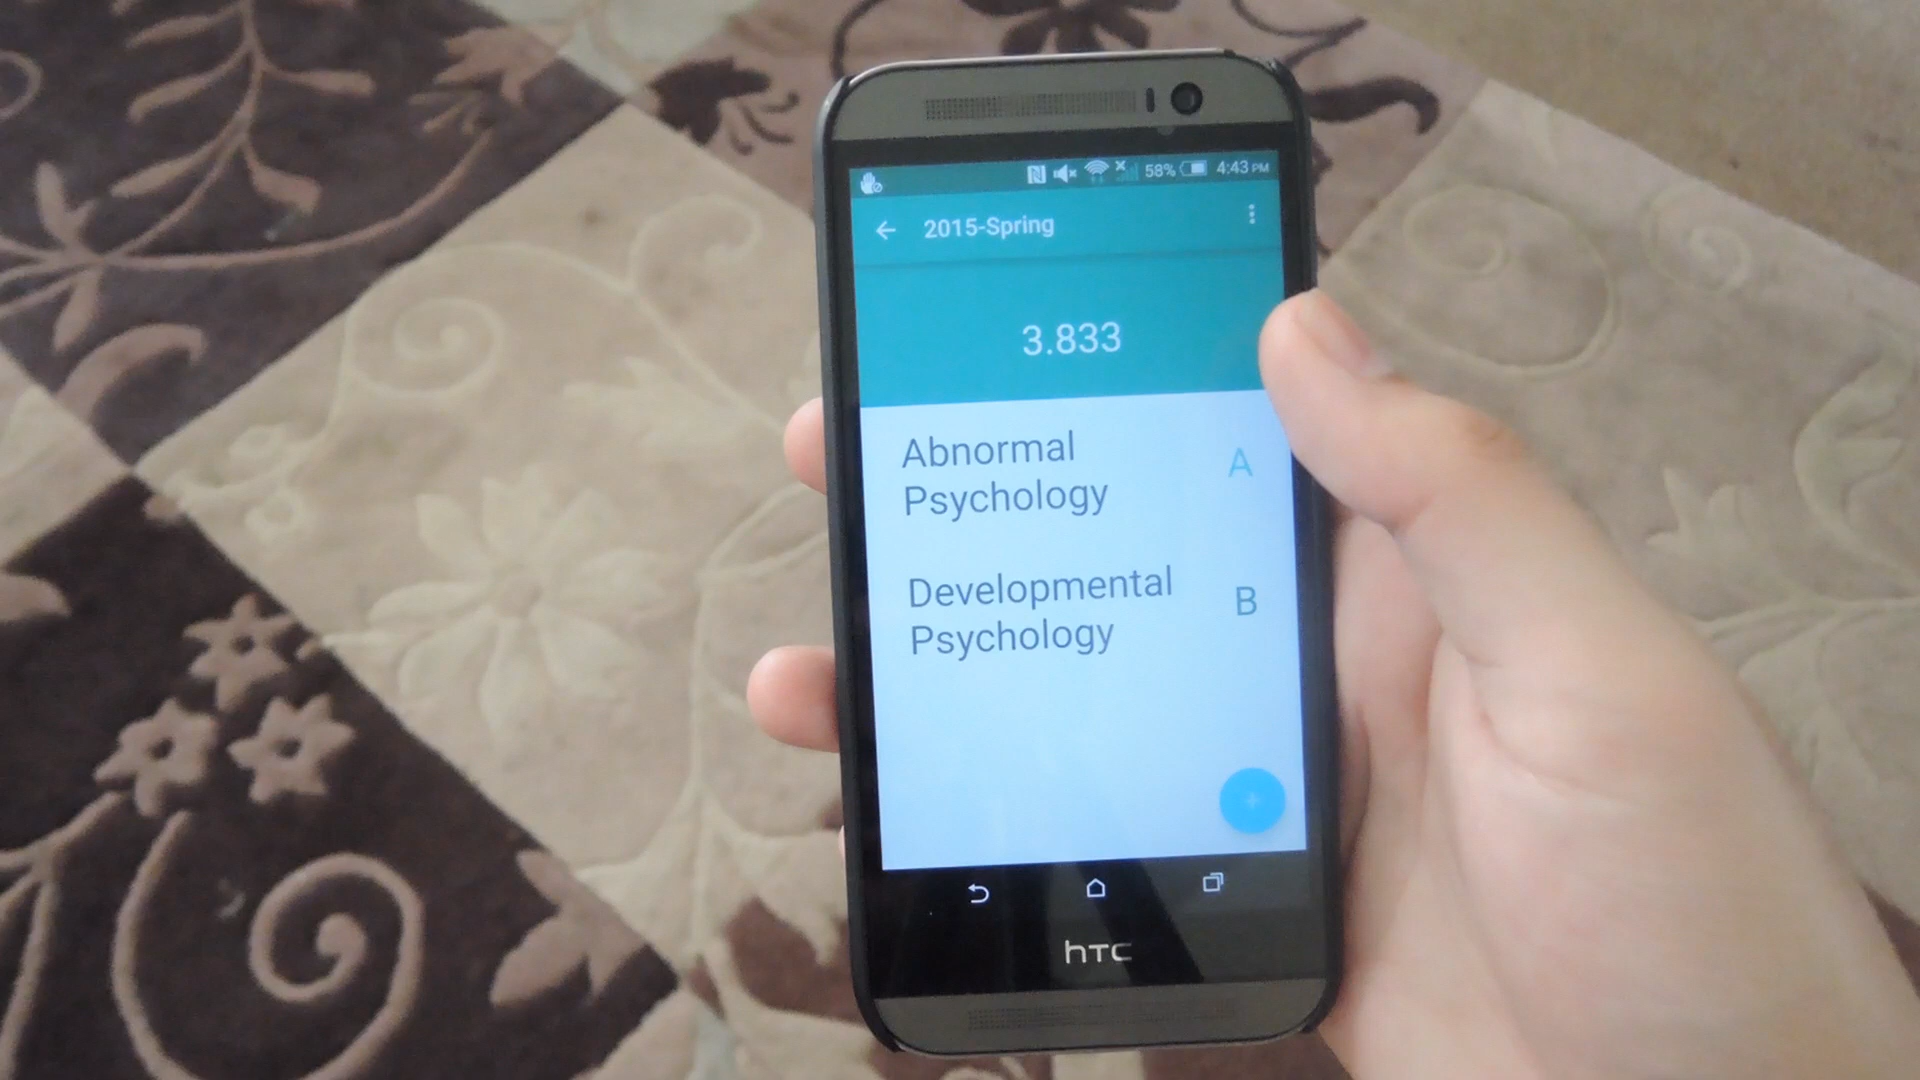 58% 4:43 PM
2015-Spring
3.833
Abnormal
Psychology
A
Developmental
Psychology
B
hTC